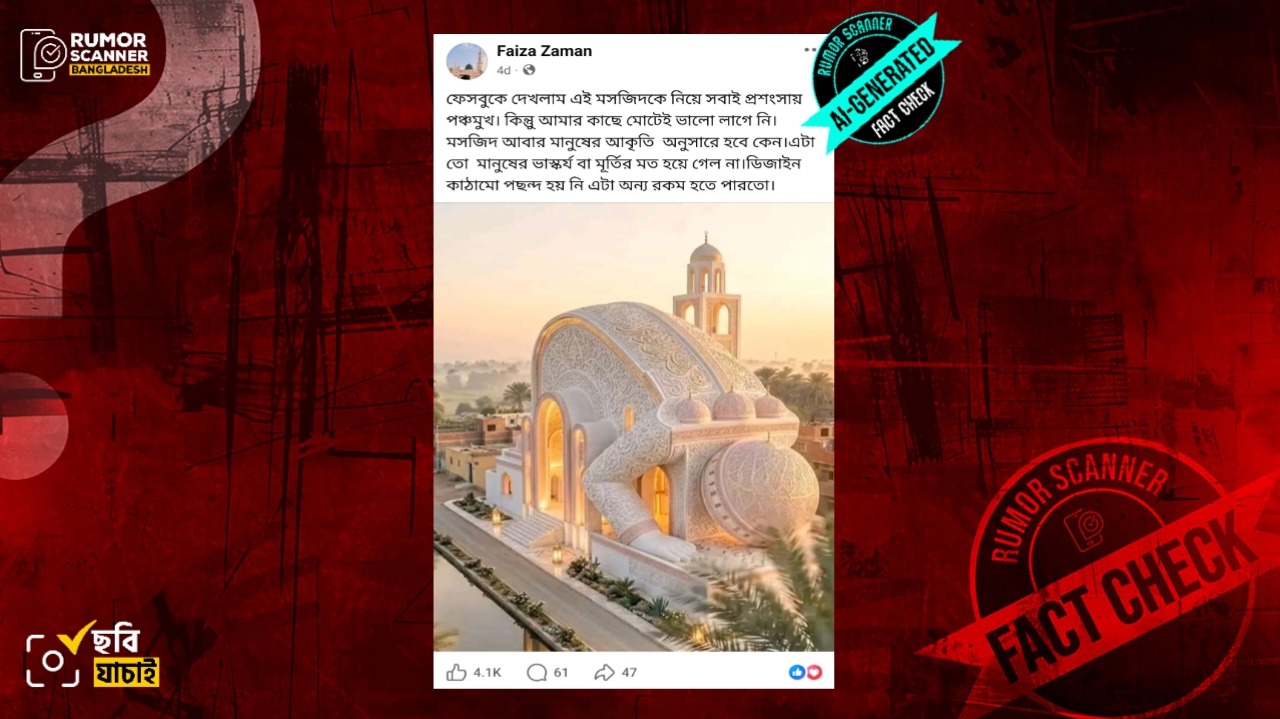 RUMOR
SCANNER
BANGLADESH
Faiza Zaman
4d
ফেসবুকে দেখলাম এই মসজিদকে নিয়ে সবাই প্রশংসায়
পঞ্চমুখ। কিন্তুু আমার কাছে মোটেই ভালো লাগে নি।
মসজিদ আবার মানুষের আকৃতি অনুসারে হবে কেন।এটা
তো মানুষের ভাস্কর্য বা মূর্তির মত হয়ে গেল না।ডিজাইন
কাঠামো পছন্দ হয় নি এটা অন্য রকম হতে পারতো।
RUMOR SCANNER
AI-GENERATED
FACT CHECK
4.1K
61
47
RUMOR SCANNER
FACT CHECK
ছবি
যাচাই